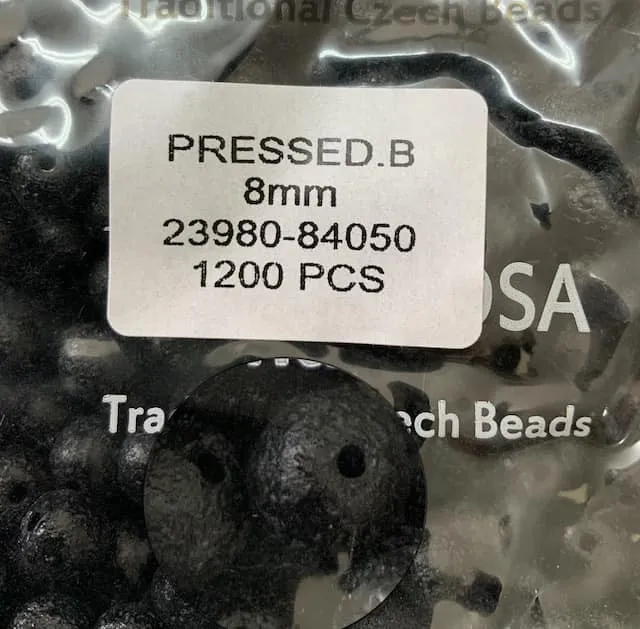 Traditional Czech Beads
PRESSED.B
8mm
23980-84050
1200 PCS
OSA
Tra ech Beads